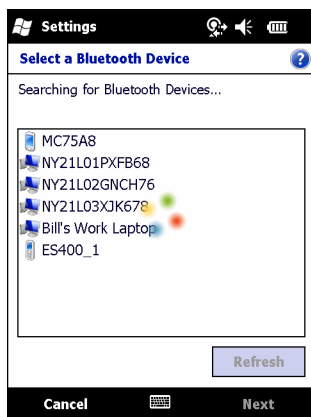 Settings
Select a Bluetooth Device
Searching for Bluetooth Devices...
MC75A8
NY21L01PXFB68
NY21L02GNCH76
NY21L03XJK678
Bill's Work Laptop
ES400_1
Refresh
Cancel
Next